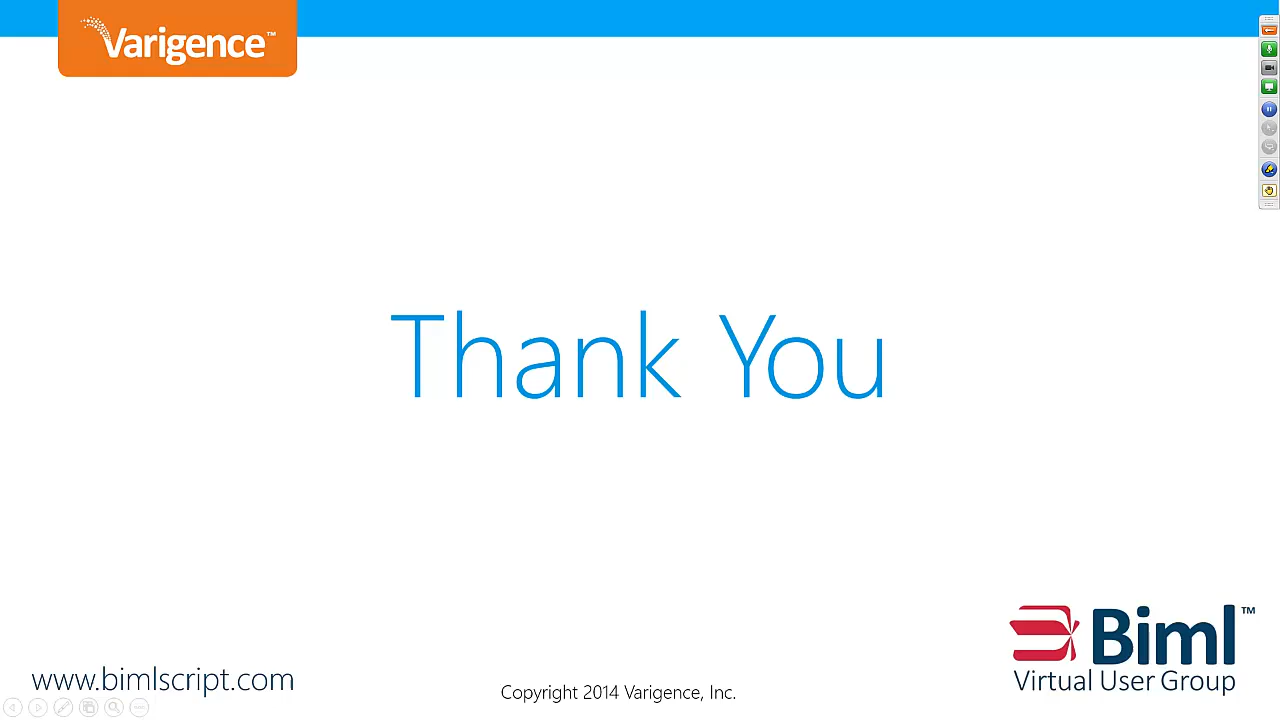 Varigence™
Thank You
Biml™
Virtual User Group
www.bimlscript.com
Copyright 2014 Varigence, Inc.